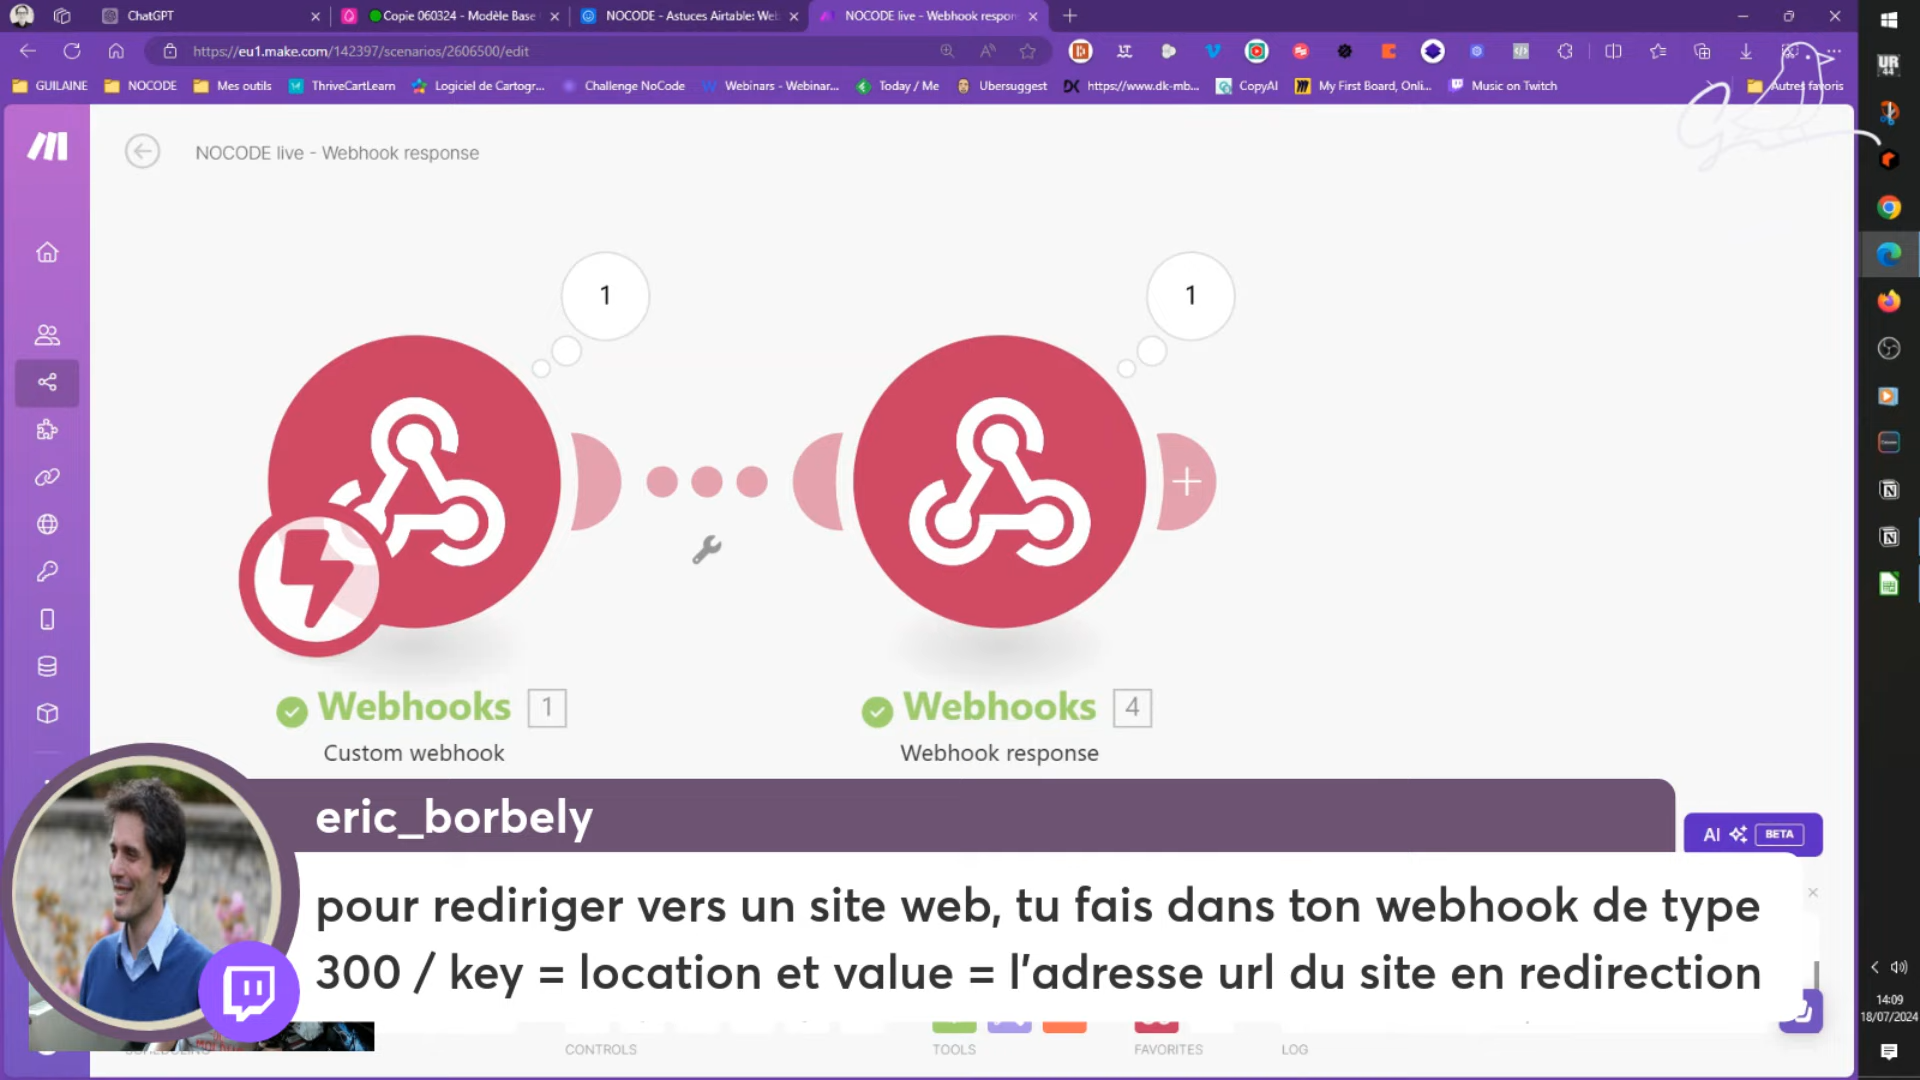 ChatGPT
Copie 060324 - Modèle Base
NOCODE - Astuces Airtable: Wel
NOCODE live - Webhook respon
https://eu1.make.com/142397/scenarios/2606500/edit
GUILAINE
NOCODE
Mes outils
ThriveCartLearn
Logiciel de Cartogr...
Challenge NoCode
Webinars - Webinar...
Today / Me
Ubersuggest
https://www.dk-mb...
CopyAI
My First Board, Onli...
Music on Twitch
Autres favoris
UR
44
NOCODE live - Webhook response
1
1
Webhooks 1
Custom webhook
Webhooks 4
Webhook response
eric_borbely
AI BETA
pour rediriger vers un site web, tu fais dans ton webhook de type
300 / key = location et value = l'adresse url du site en redirection
SCHEDULING
CONTROLS
TOOLS
FAVORITES
LOG
14:09
18/07/2024